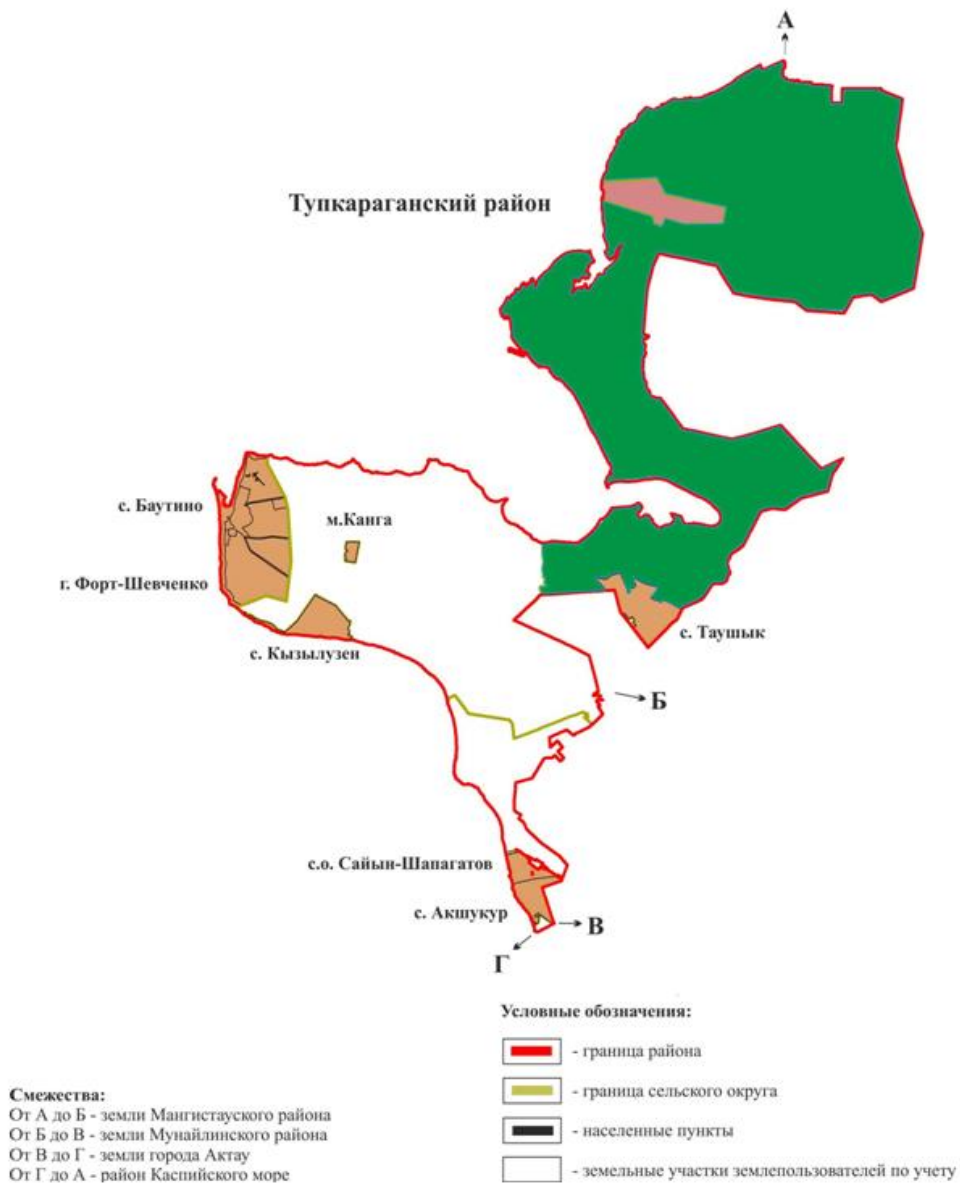 А
Тупкараганский район
с. Баутино
м.Канга
г. Форт-Шевченко
с. Таушык
с. Кызылузен
Б
с.о. Сайын-Шапагатов
с. Акшукур
В
Г
Условные обозначения:
- граница района
- граница сельского округа
- населенные пункты
- земельные участки землепользователей по учету
Смежества:
От А до Б - земли Мангистауского района
От Б до В - земли Мунайлинского района
От В до Г - земли города Актау
От Г до А - район Каспийского море